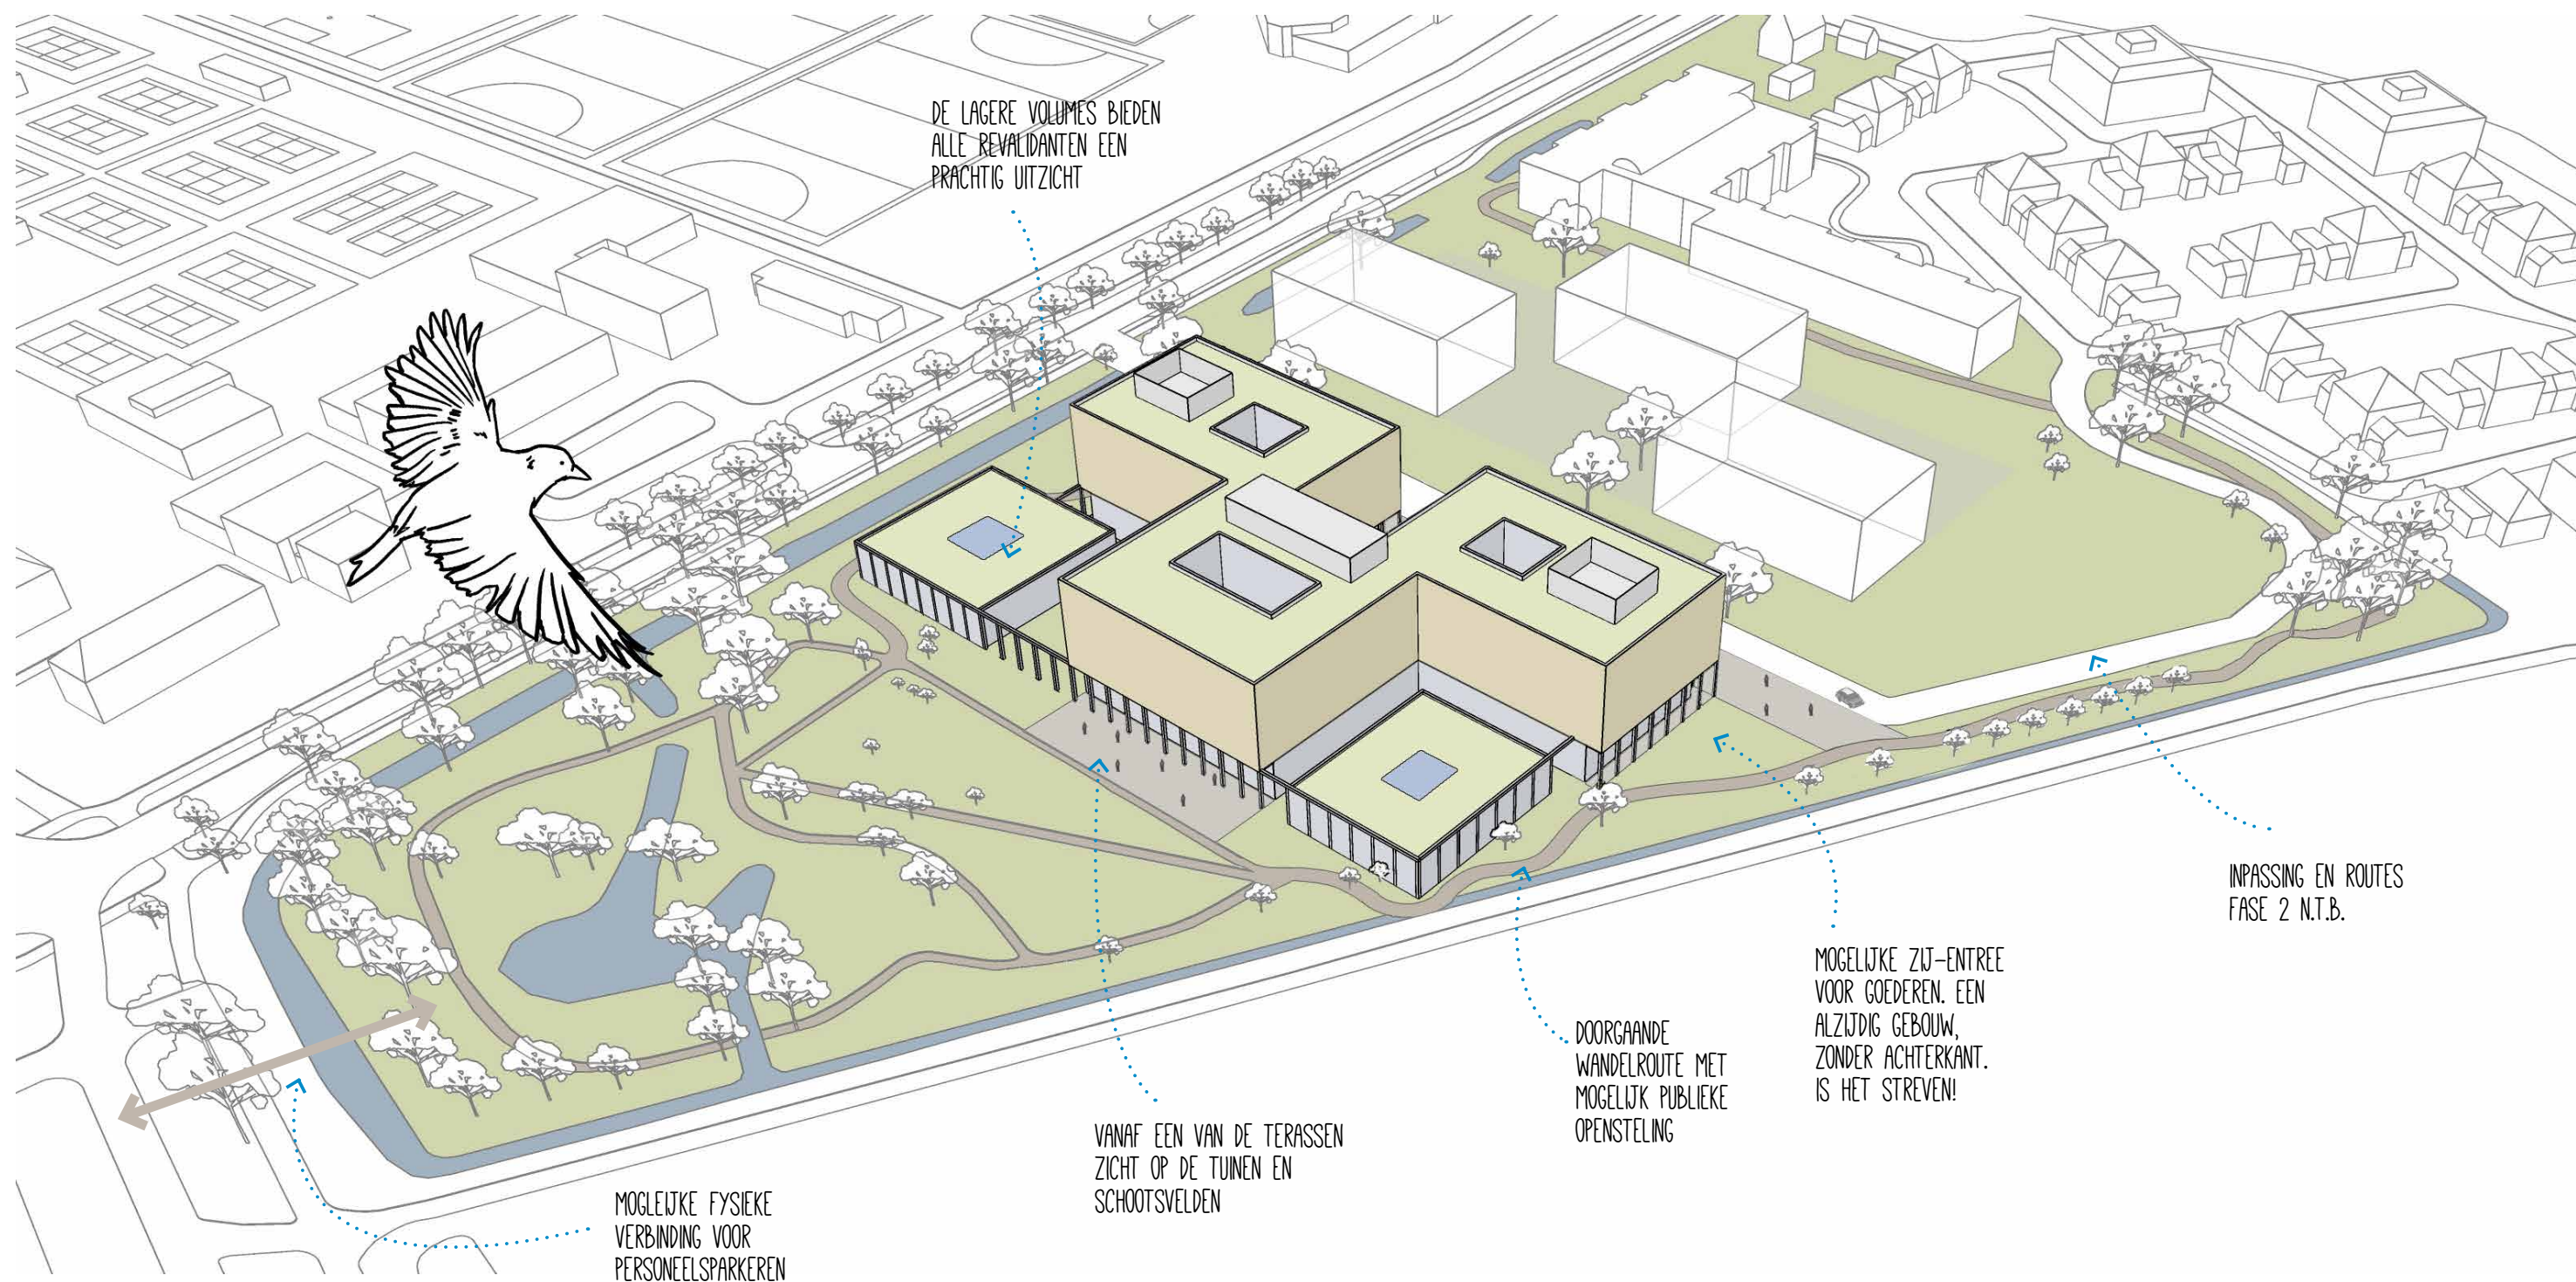 DE LAGERE VOLUMES BIEDEN
ALLE REVALIDANTEN EEN
PRACHTIG UITZICHT
INPASSING EN ROUTES
FASE 2 N.T.B.
MOGELIJKE ZIJ-ENTREE
VOOR GOEDEREN. EEN
ALZIJDIG GEBOUW,
ZONDER ACHTERKANT.
IS HET STREVEN!
DOORGAANDE
WANDELROUTE MET
MOGELIJK PUBLIEKE
OPENSTELING
VANAF EEN VAN DE TERASSEN
ZICHT OP DE TUINEN EN
SCHOOTSVELDEN
MOGLEIJKE FYSIEKE
VERBINDING VOOR
PERSONEELSPARKEREN